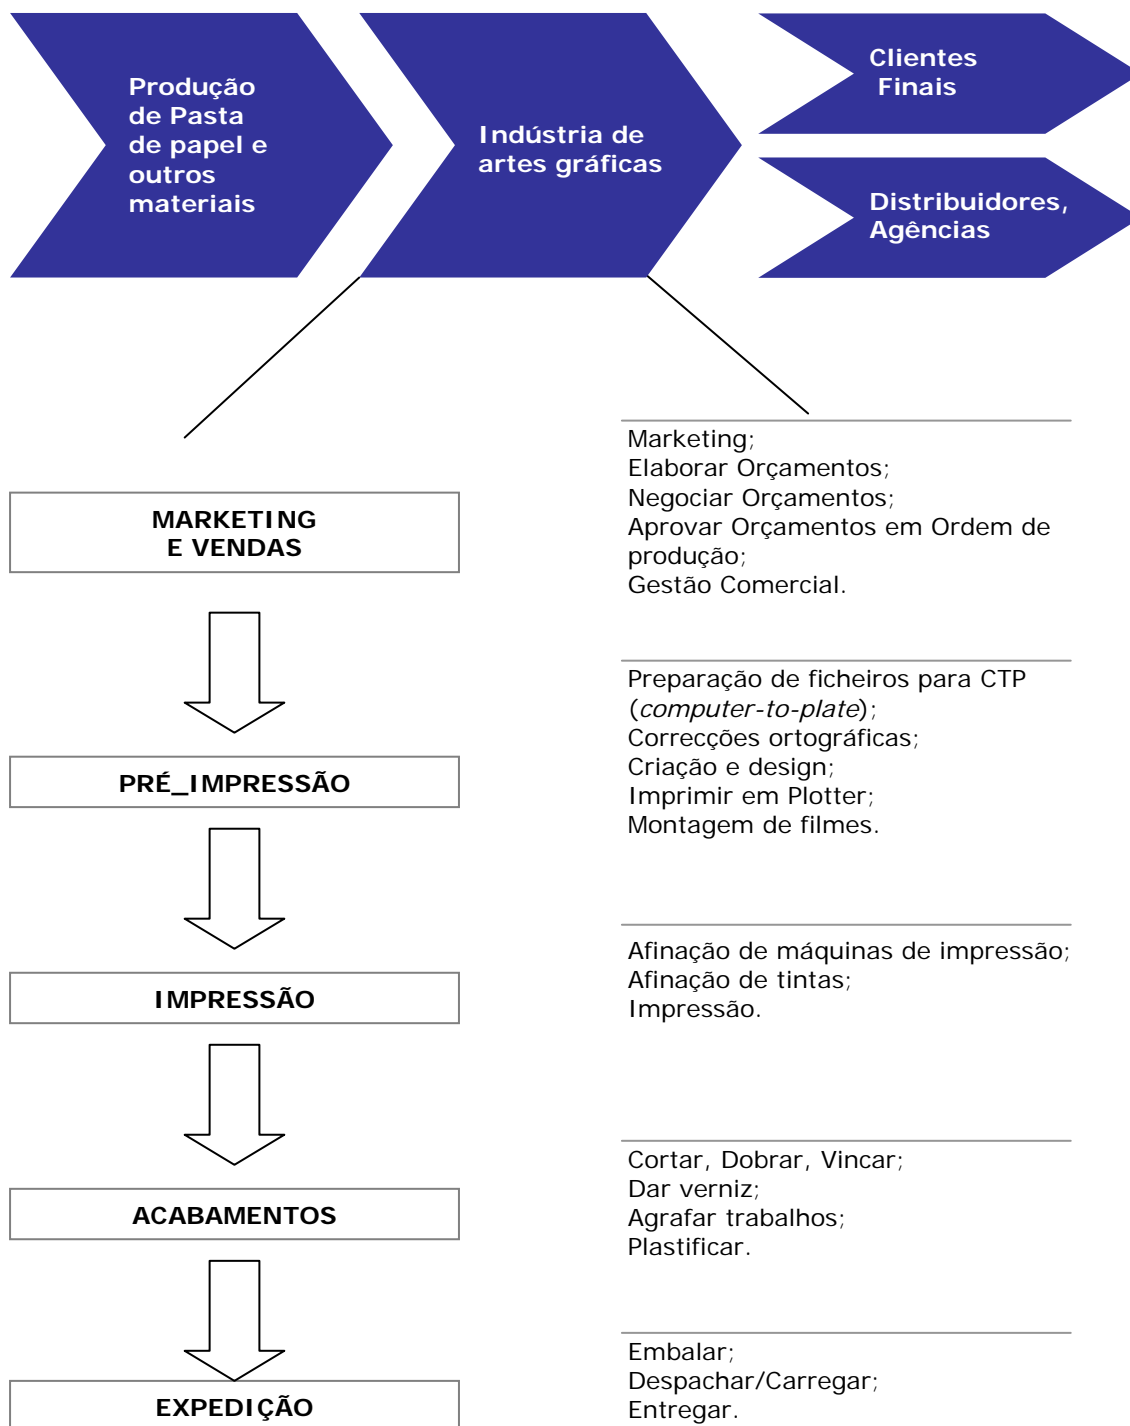 Produção
de Pasta
de papel e
outros
materiais
Indústria de
artes gráficas
Clientes
Finais
Distribuidores,
Agências
MARKETING
E VENDAS
Marketing;
Elaborar Orçamentos;
Negociar Orçamentos;
Aprovar Orçamentos em Ordem de
produção;
Gestão Comercial.
PRÉ_IMPRESSÃO
Preparação de ficheiros para CTP
(computer-to-plate);
Correcções ortográficas;
Criação e design;
Imprimir em Plotter;
Montagem de filmes.
IMPRESSÃO
Afinação de máquinas de impressão;
Afinação de tintas;
Impressão.
ACABAMENTOS
Cortar, Dobrar, Vincar;
Dar verniz;
Agrafar trabalhos;
Plastificar.
EXPEDIÇÃO
Embalar;
Despachar/Carregar;
Entregar.